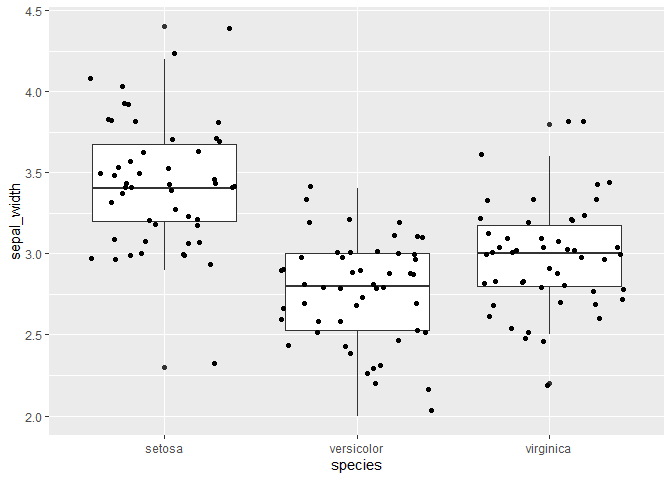 4.5
4.0
3.5
3.0
2.5
2.0
sepal_width
setosa
versicolor
virginica
species